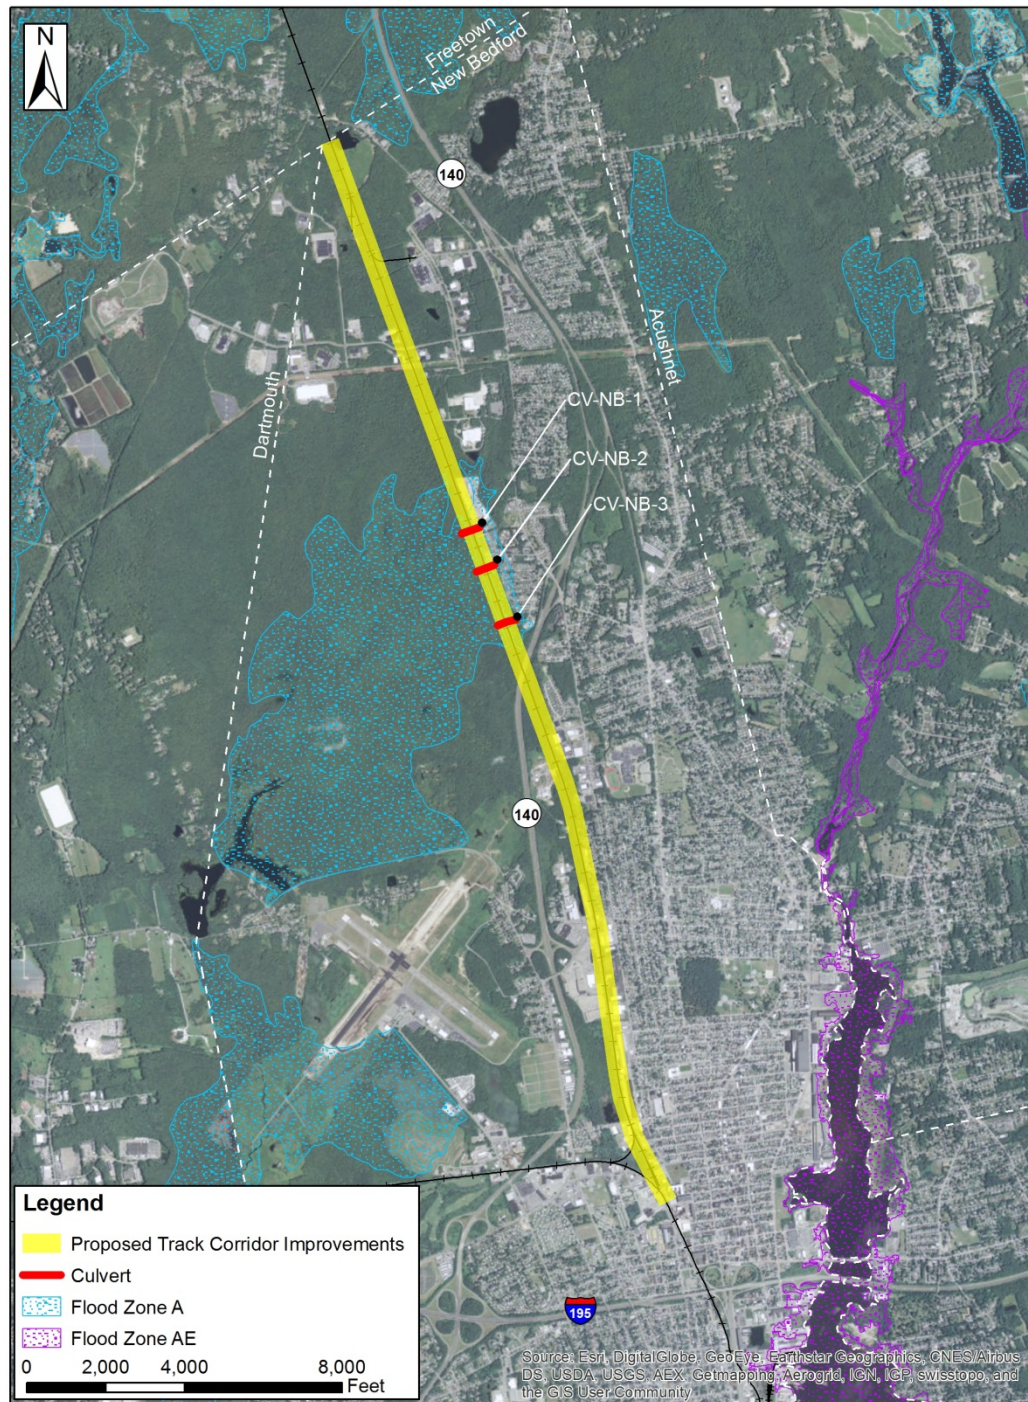 N
Freetown
New Bedford
140
Acushnet
Dartmouth
CV-NB-1
CV-NB-2
CV-NB-3
140
Legend
Proposed Track Corridor Improvements
Culvert
Flood Zone A
Flood Zone AE
0 2,000 4,000 8,000
Feet
195
Source: Esri, DigitalGlobe, GeoEye, Earthstar Geographics, CNES/Airbus
DS, USDA, USGS, AEX, Getmapping, Aerogrid, IGN, IGP, swisstopo, and
the GIS User Community